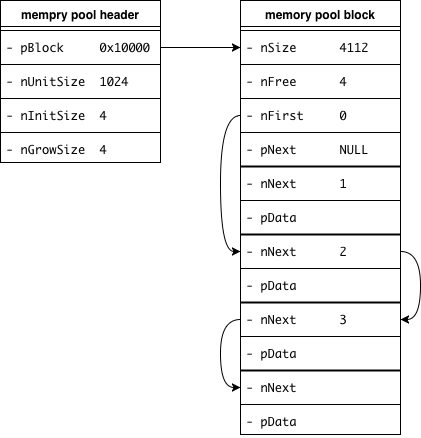 mempry pool header
- pBlock 0x10000
- nUnitSize 1024
- nInitSize 4
- nGrowSize 4
memory pool block
- nSize 4112
- nFree 4
- nFirst 0
- pNext NULL
- nNext 1
- pData
- nNext 2
- pData
- nNext 3
- pData
- nNext
- pData